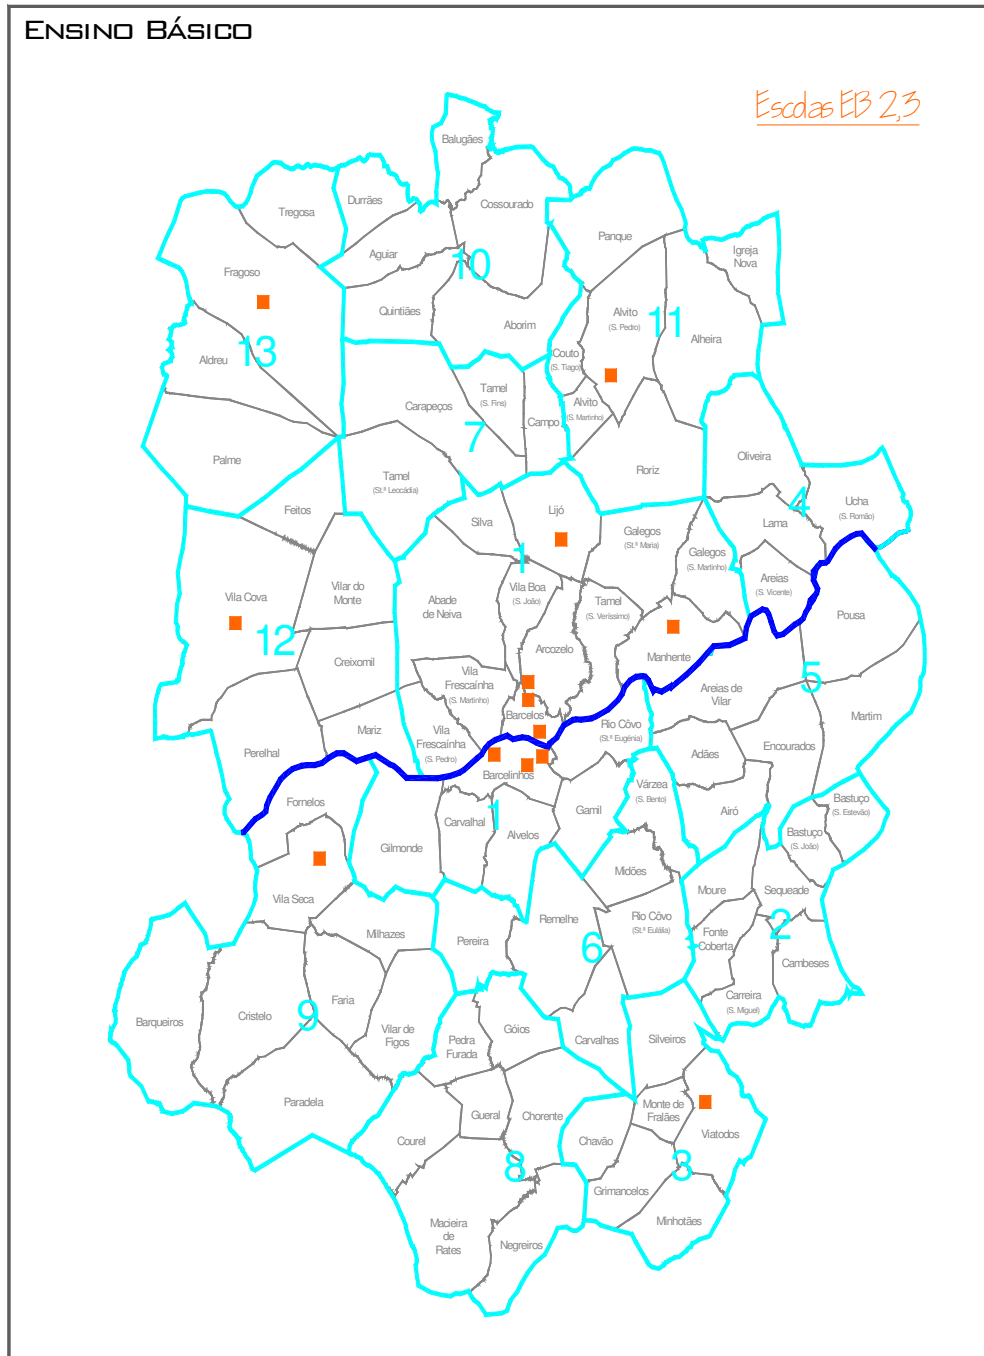 ENSINO BÁSICO
Escolas EB 2,3
Balugães
Durrães
Cossourado
Tregosa
Panque
Igreja
Nova
Aguiar
10
Fragoso
Quintiães
Aborim
Alvito
(S. Pedro)
11
Alheira
13
Aldreu
Couto
(S. Tiago)
Tamel
(S. Fins)
Carapeços
Campo
Alvito
(S. Martinho)
7
Palme
Tamel
(St.ª Leocádia)
Roriz
Oliveira
Feitos
Silva
Lijó
Galegos
(St.ª Maria)
4
Lama
Ucha
(S. Romão)
1
Galegos
(S. Martinho)
Areias
(S. Vicente)
Vila Cova
Vilar do
Monte
Abade
de Neiva
Vila Boa
(S. João)
Tamel
(S. Veríssimo)
Pousa
12
Creixomil
Arcozelo
Manhente
Vila
Frescaínha
(S. Martinho)
5
Areias de
Vilar
Perelhal
Mariz
Vila
Frescaínha
(S. Pedro)
Barcelos
Rio Côvo
(St.ª Eugénia)
Martim
Adães
Encourados
Barcelinhos
Fornelos
Várzea
(S. Bento)
Bastuço
(S. Estevão)
Carvalhal
1
Alvelos
Gamil
Airó
Gilmonde
Bastuço
(S. João)
Midões
Vila Seca
Moure
Sequeade
Milhazes
Pereira
Remelhe
6
Rio Côvo
(St.ª Eulália)
Fonte
Coberta
2
Cambeses
Carreira
(S. Miguel)
Barqueiros
Cristelo
9
Faria
Vilar de
Figos
Pedra
Furada
Góios
Carvalhas
Silveiros
Paradela
Gueral
Chorente
Monte de
Fralães
Viatodos
Courel
Chavão
8
3
Grimancelos
Minhotães
Macieira
de
Rates
Negreiros